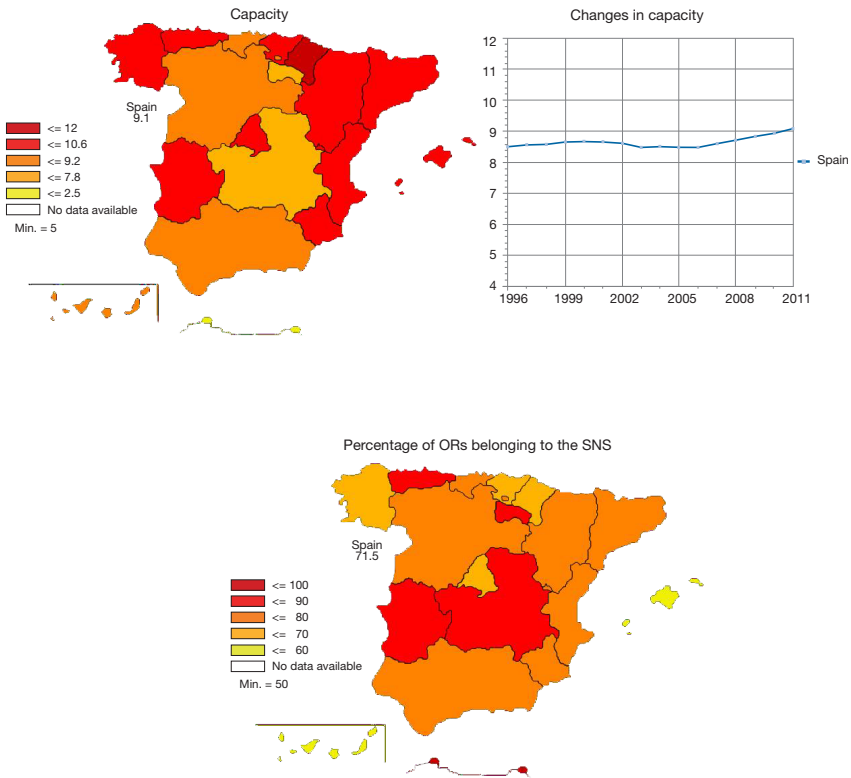 Capacity
Spain
9.1
<= 12
<= 10.6
<= 9.2
<= 7.8
<= 2.5
No data available
Min. = 5
Changes in capacity
12
11
10
9
8
7
6
5
4
1996 1999 2002 2005 2008 2011
Spain
Percentage of ORs belonging to the SNS
Spain
71.5
<= 100
<= 90
<= 80
<= 70
<= 60
No data available
Min. = 50